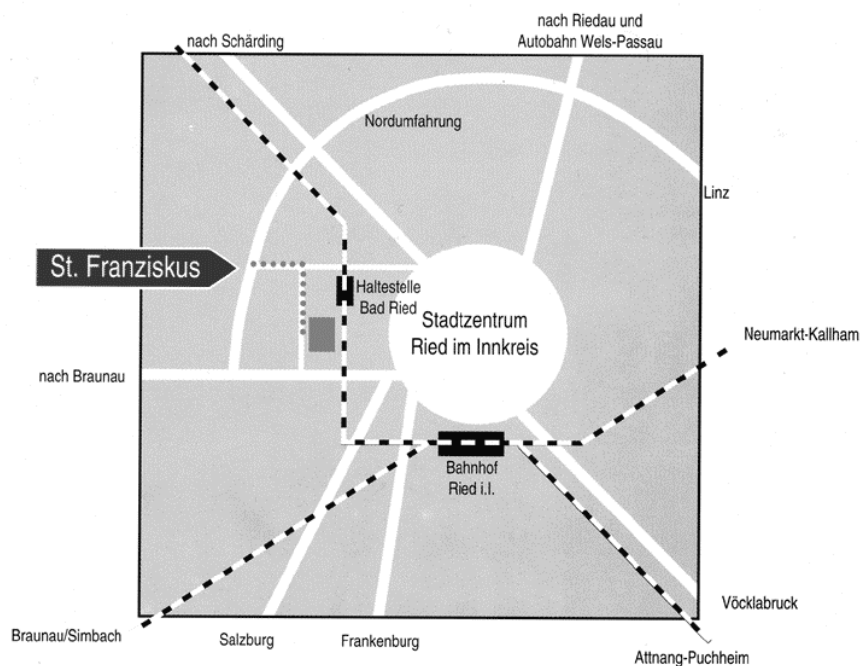 nach Schärding
nach Riedau und
Autobahn Wels-Passau
Nordumfahrung
Linz
St. Franziskus
Haltestelle
Bad Ried
Stadtzentrum
Ried im Innkreis
Neumarkt-Kallham
nach Braunau
Bahnhof
Ried i.I.
Vöcklabruck
Braunau/Simbach
Salzburg
Frankenburg
Attnang-Puchheim